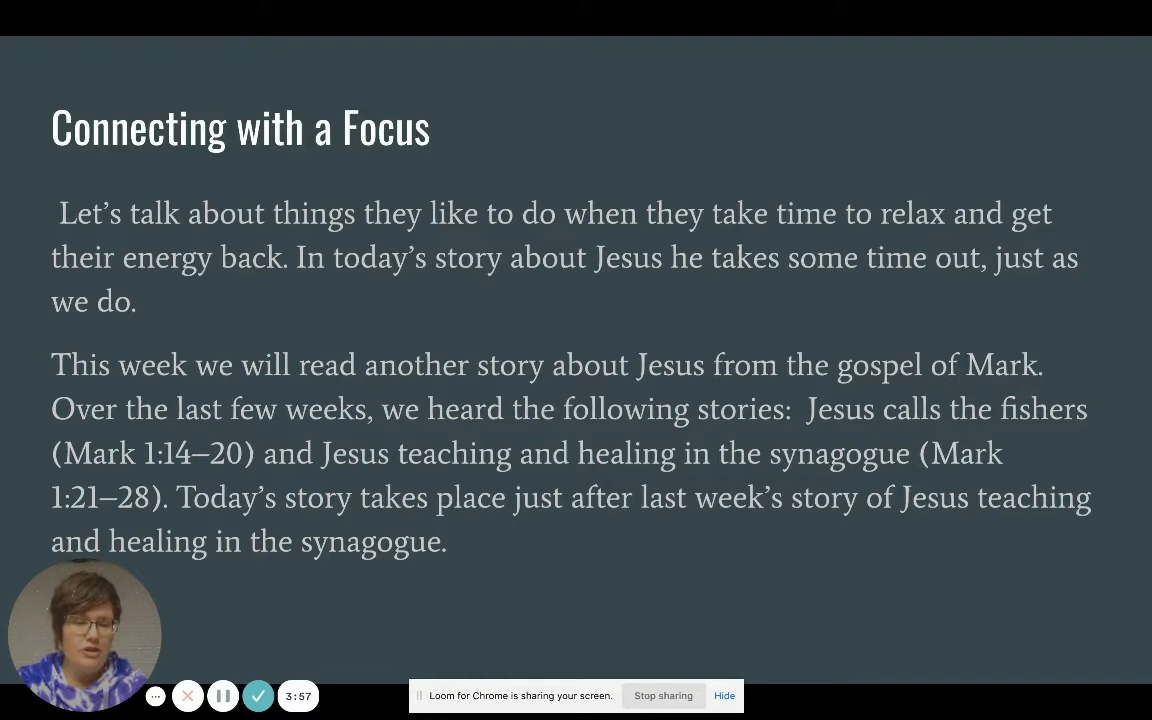 Connecting with a Focus
Let’s talk about things they like to do when they take time to relax and get
their energy back. In today’s story about Jesus he takes some time out, just as
we do.
This week we will read another story about Jesus from the gospel of Mark.
Over the last few weeks, we heard the following stories:  Jesus calls the fishers
(Mark 1:14–20) and Jesus teaching and healing in the synagogue (Mark
1:21–28). Today’s story takes place just after last week’s story of Jesus teaching
and healing in the synagogue.
3:57
Loom for Chrome is sharing your screen.
Stop sharing
Hide